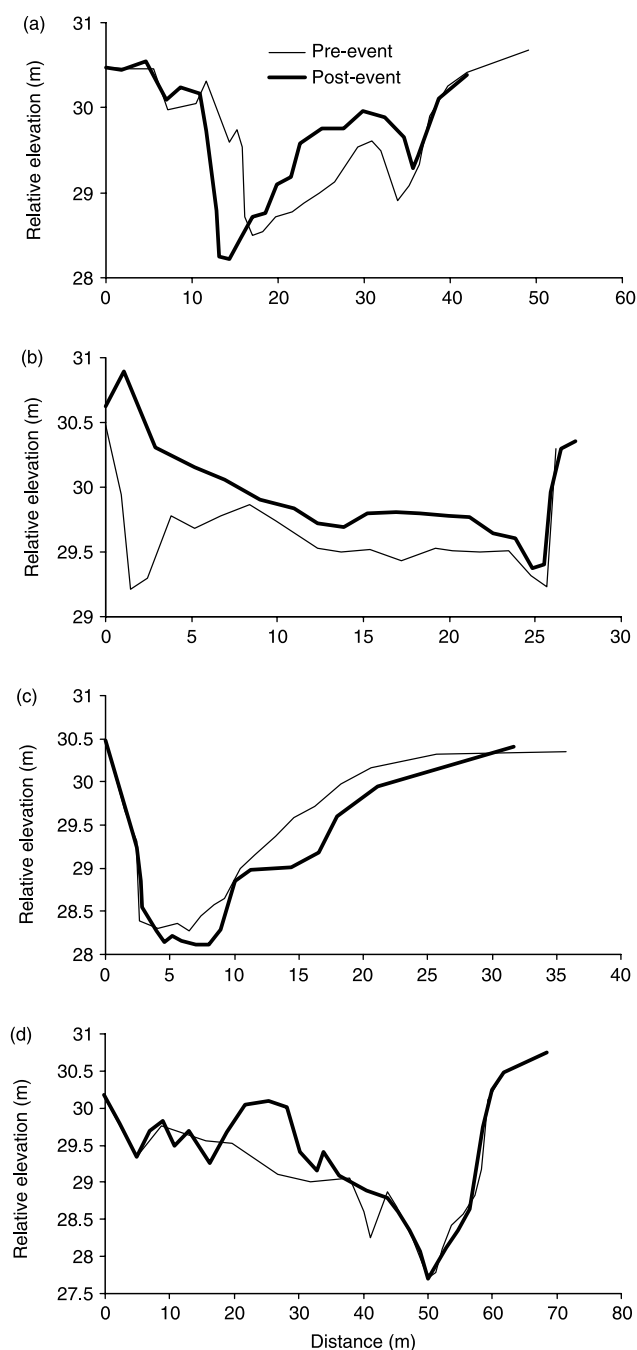 (a)
31
30
29
28
Relative elevation (m)
Pre-event
Post-event
0 10 20 30 40 50 60
(b)
31
30.5
30
29.5
29
Relative elevation (m)
0 5 10 15 20 25 30
(c)
31
30.5
30
29.5
29
28.5
28
Relative elevation (m)
0 5 10 15 20 25 30 35 40
(d)
31
30.5
30
29.5
29
28.5
28
27.5
Relative elevation (m)
0 10 20 30 40 50 60 70 80
Distance (m)